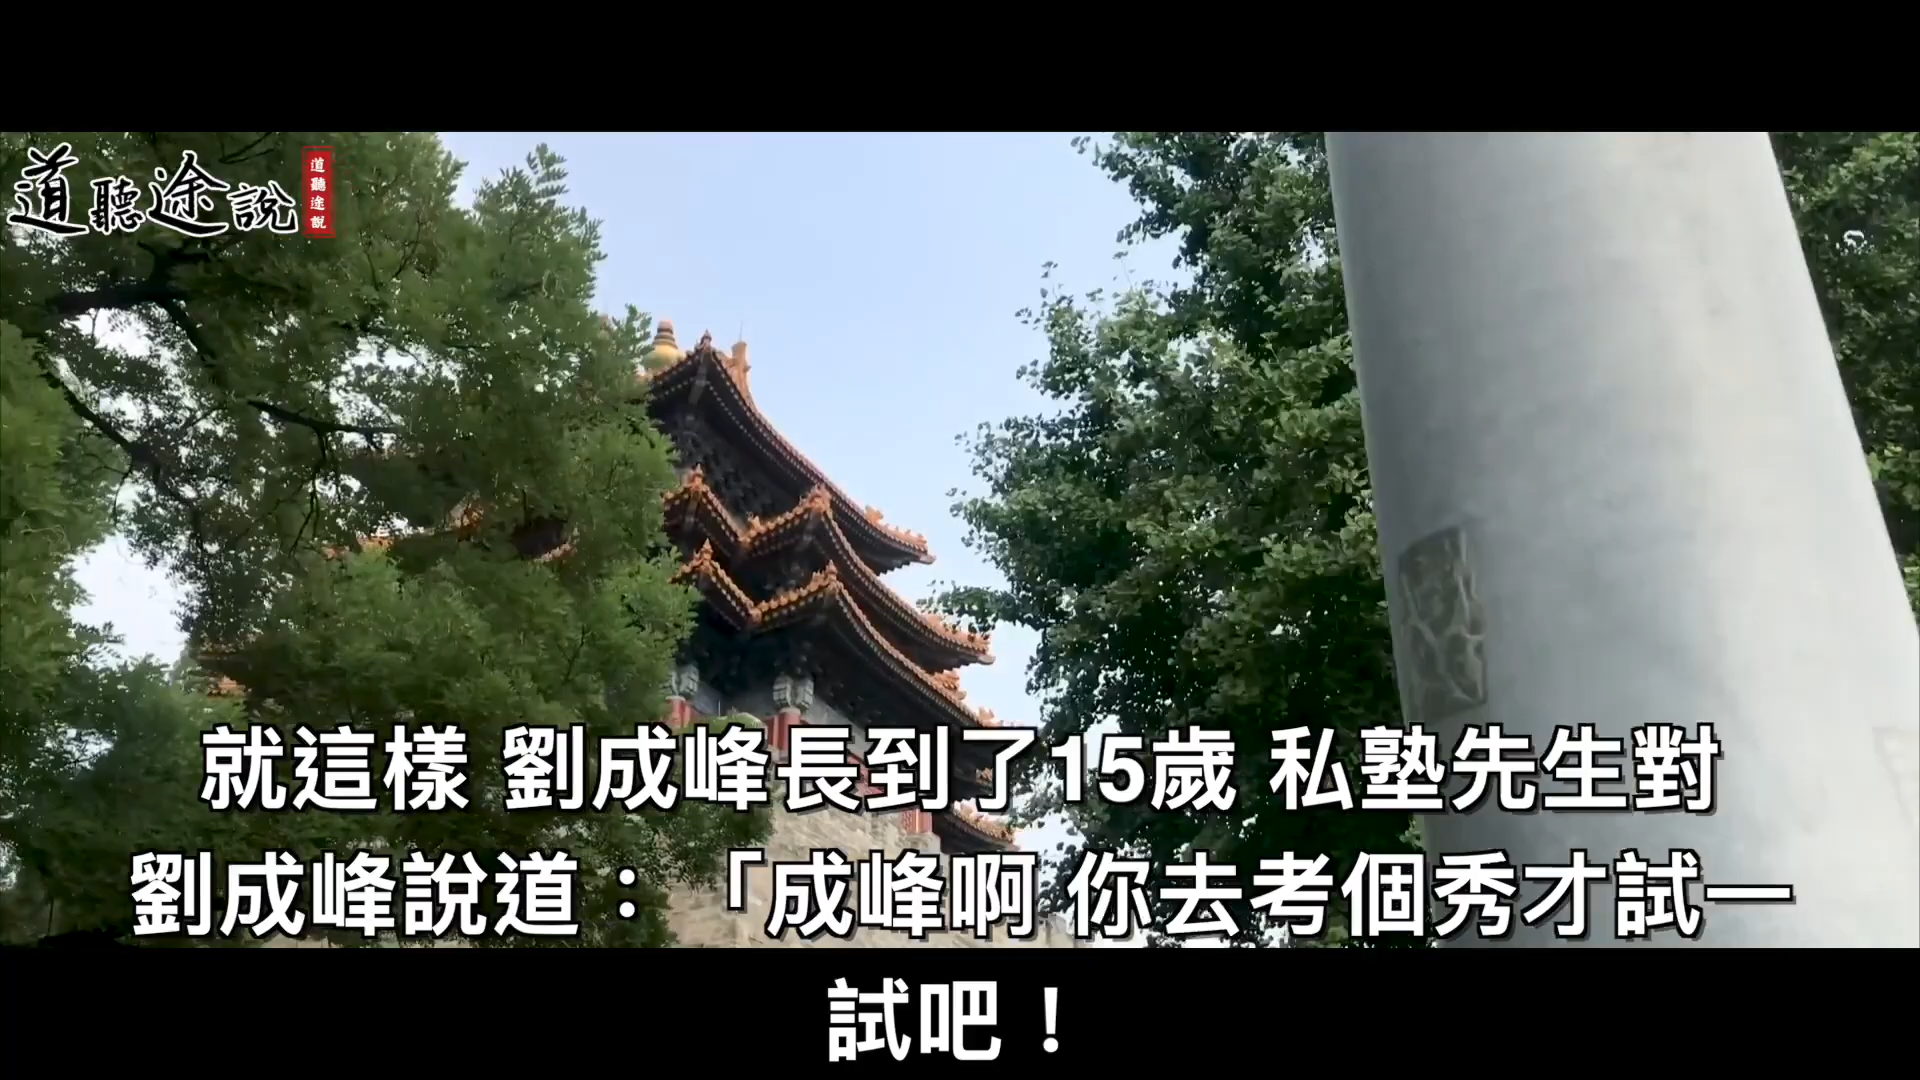 道聽途說
道聽途說
就這樣 劉成峰長到了15歲 私塾先生對
劉成峰說道：「成峰啊 你去考個秀才試一
試吧！